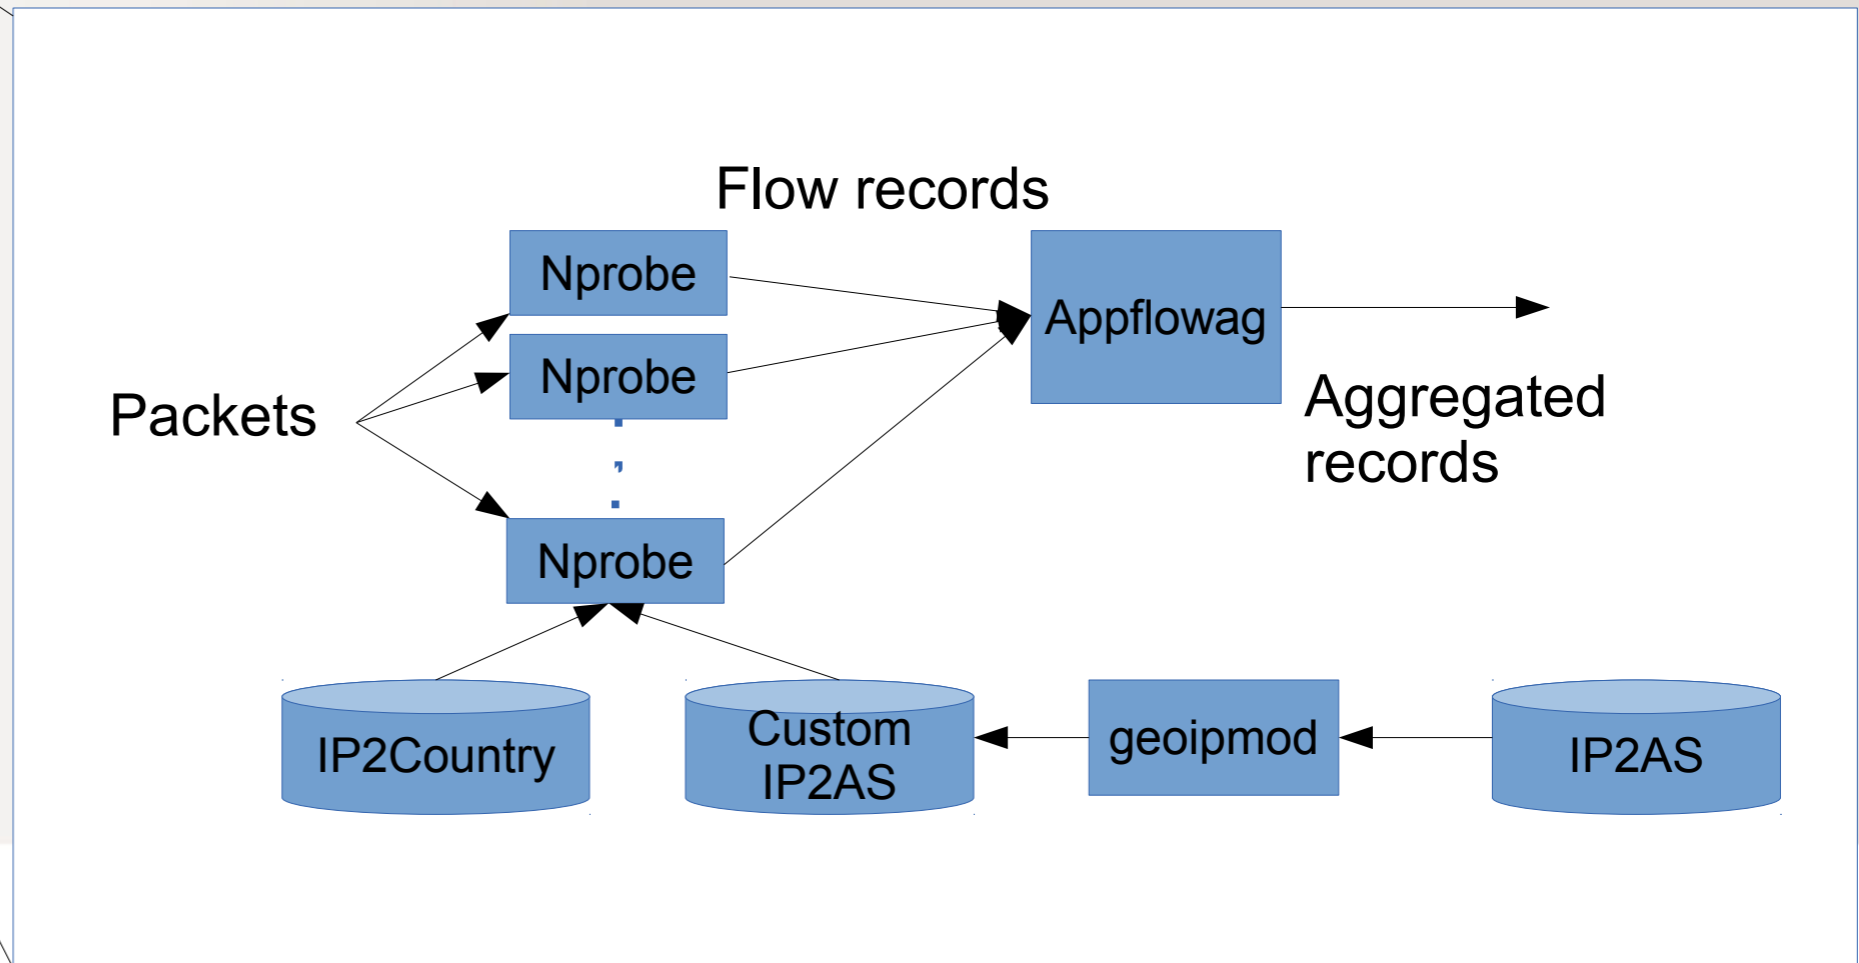 Flow records
Nprobe
Appflowag
Nprobe
Packets
Aggregated
records
Nprobe
IP2Country
Custom
IP2AS
geoipmod
IP2AS